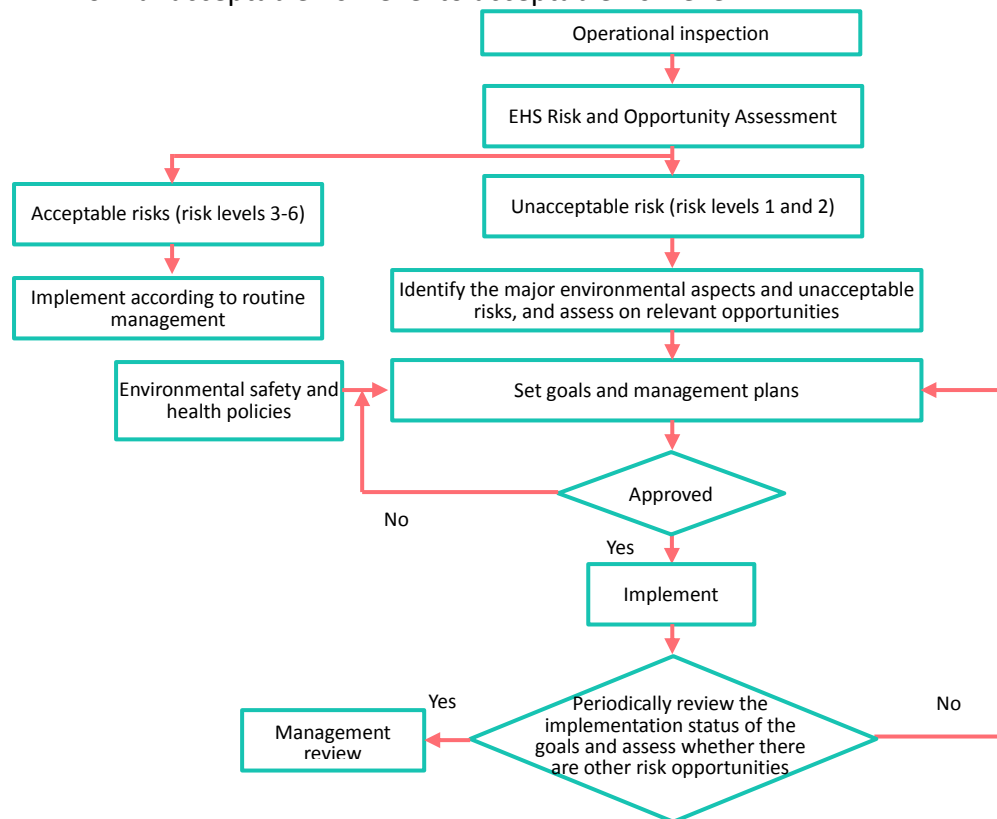 Operational inspection
EHS Risk and Opportunity Assessment
Acceptable risks (risk levels 3-6)
Unacceptable risk (risk levels 1 and 2)
Implement according to routine
management
Identify the major environmental aspects and unacceptable
risks, and assess on relevant opportunities
Environmental safety and
health policies
Set goals and management plans
Approved
No
Yes
Implement
Periodically review the
implementation status of the
goals and assess whether there
are other risk opportunities
Yes
No
Management
review